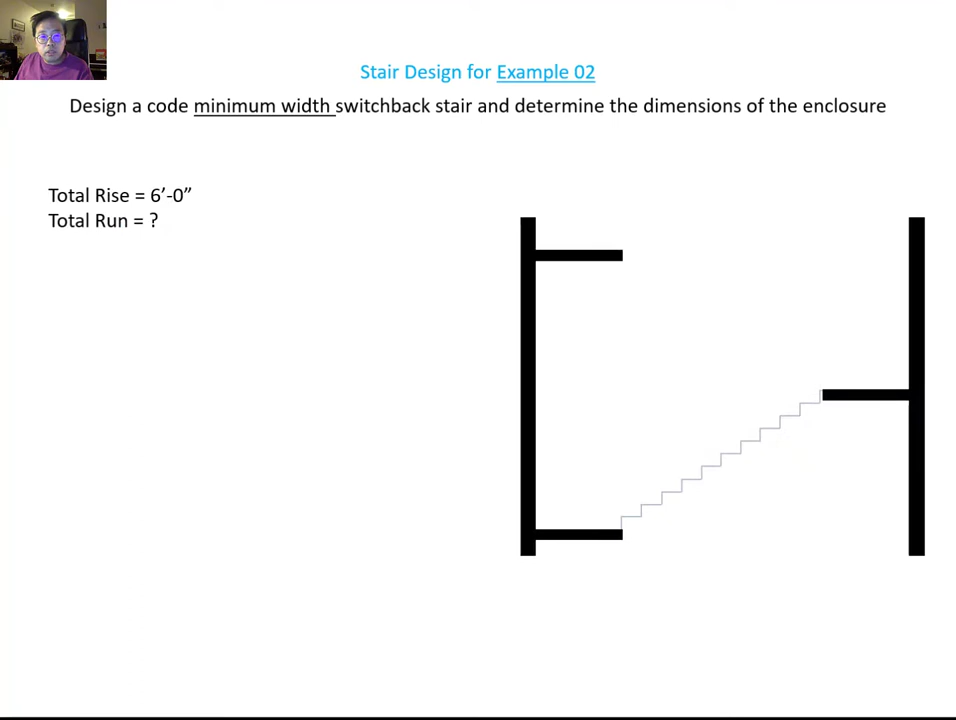 Stair Design for Example 02
Design a code minimum width switchback stair and determine the dimensions of the enclosure
Total Rise = 6’-0”
Total Run = ?